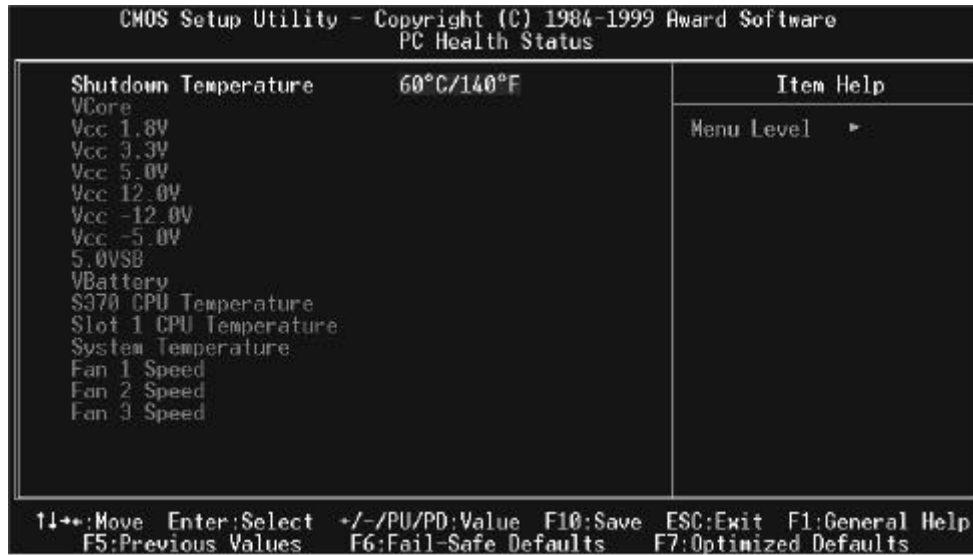 CMOS Setup Utility - Copyright (C) 1984-1999 Award Software
PC Health Status
Shutdown Temperature 60°C/140°F
VCore
Vcc 1.8V
Vcc 3.3V
Vcc 5.0V
Vcc 12.0V
Vcc -12.0V
Vcc -5.0V
5.0VSB
VBattery
S370 CPU Temperature
Slot 1 CPU Temperature
System Temperature
Fan 1 Speed
Fan 2 Speed
Fan 3 Speed
Item Help
Menu Level ►
↑↓→←:Move Enter:Select +/-/PU/PD:Value F10:Save ESC:Exit F1:General Help
F5:Previous Values F6:Fail-Safe Defaults F7:Optimized Defaults